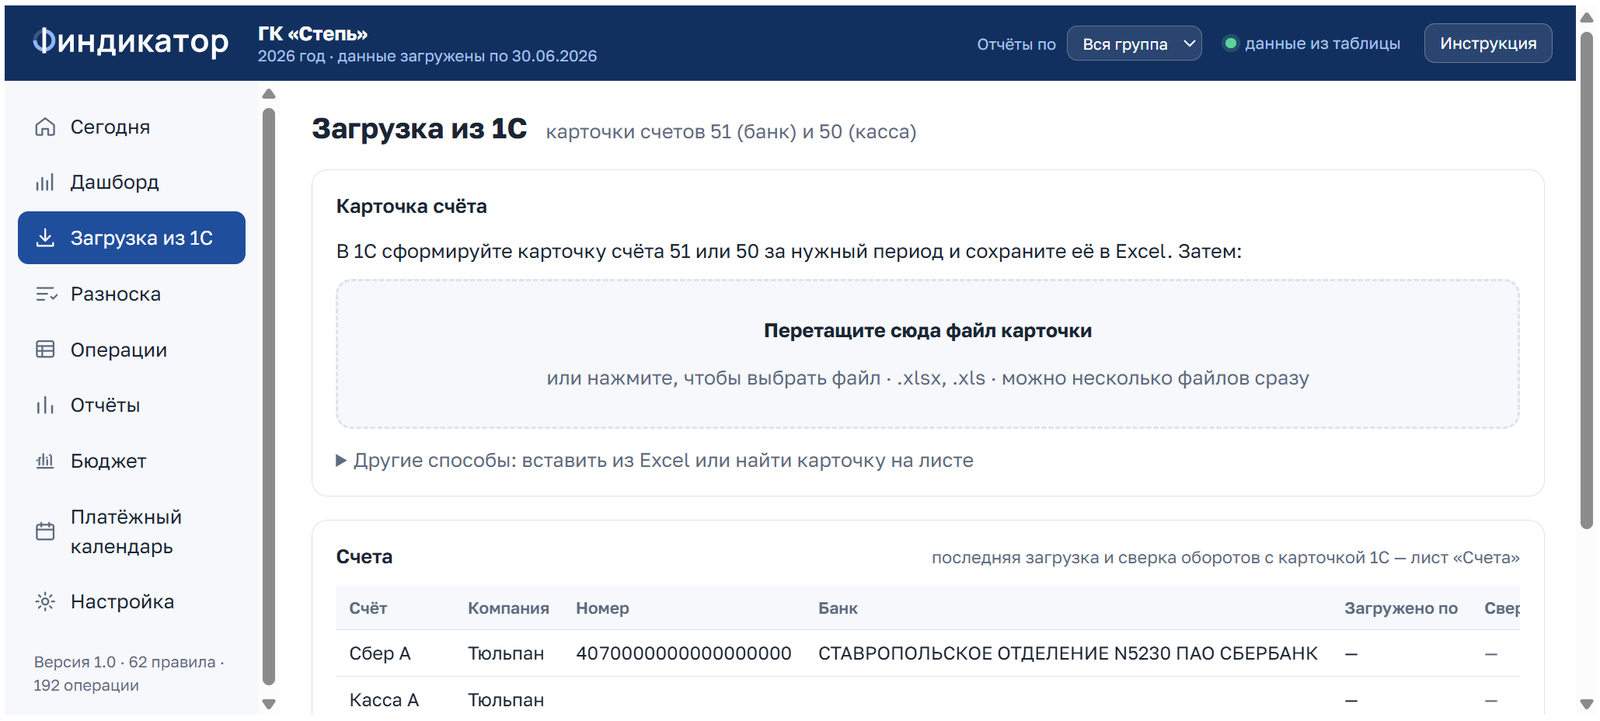 Финдикатор
ГК «Степь»
2026 год · данные загружены по 30.06.2026
Отчёты по
Вся группа
данные из таблицы
Инструкция
Сегодня
Дашборд
Загрузка из 1С
Разноска
Операции
Отчёты
Бюджет
Платёжный
календарь
Настройка
Версия 1.0 · 62 правила ·
192 операции
Загрузка из 1С карточки счетов 51 (банк) и 50 (касса)
Карточка счёта
В 1С сформируйте карточку счёта 51 или 50 за нужный период и сохраните её в Excel. Затем:
Перетащите сюда файл карточки
или нажмите, чтобы выбрать файл · .xlsx, .xls · можно несколько файлов сразу
Другие способы: вставить из Excel или найти карточку на листе
Счета
последняя загрузка и сверка оборотов с карточкой 1С — лист «Счета»
Счёт Компания Номер Банк Загружено по Свер
Сбер А Тюльпан 4070000000000000000 СТАВРОПОЛЬСКОЕ ОТДЕЛЕНИЕ N5230 ПАО СБЕРБАНК — —
Касса А Тюльпан — —